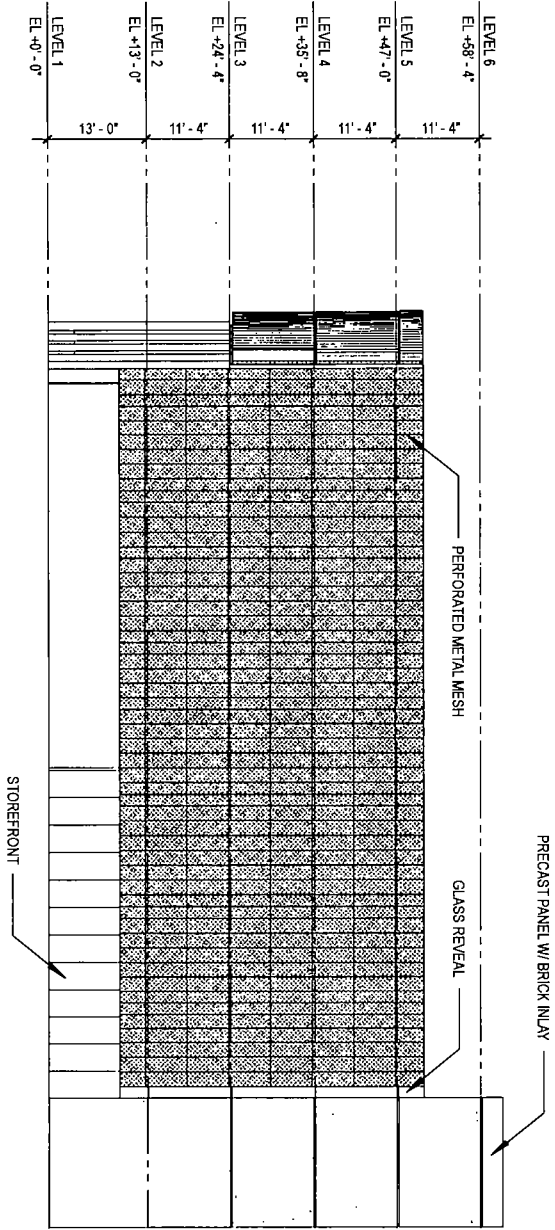 LEVEL 6
EL +58' - 4"
LEVEL 5
EL +47' - 0"
LEVEL 4
EL +35' - 8"
LEVEL 3
EL +24' - 4"
LEVEL 2
EL +13' - 0"
LEVEL 1
EL +0' - 0"
11' - 4"
11' - 4"
11' - 4"
11' - 4"
13' - 0"
PERFORATED METAL MESH
GLASS REVEAL
PRECAST PANEL W/ BRICK INLAY
STOREFRONT